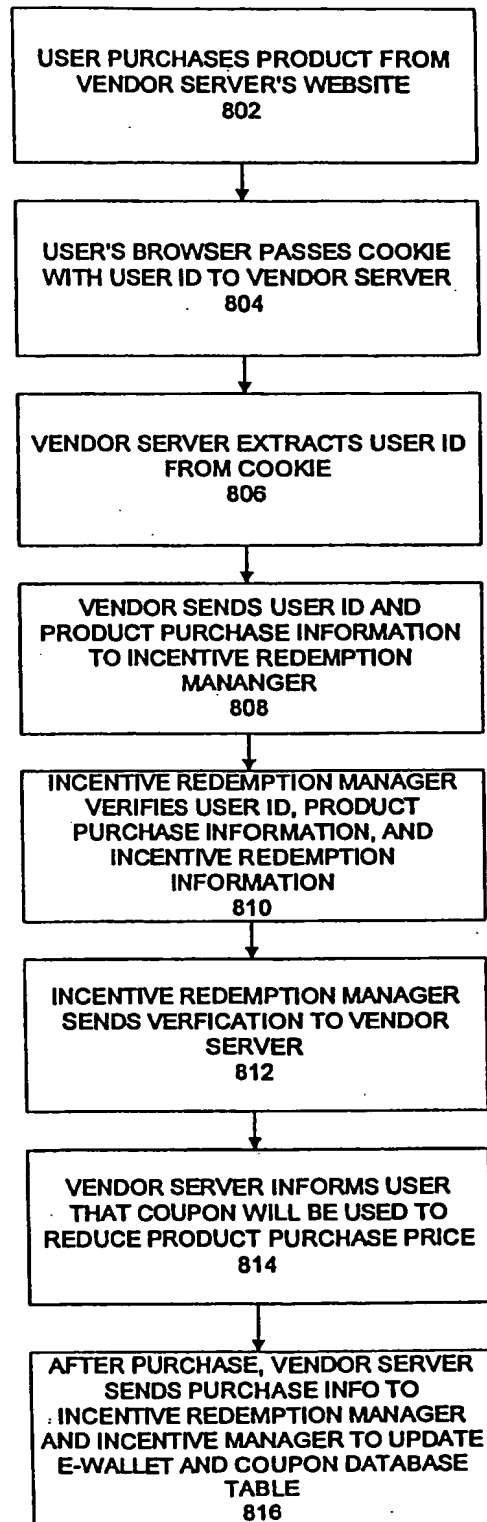 USER PURCHASES PRODUCT FROM
VENDOR SERVER'S WEBSITE
802
USER'S BROWSER PASSES COOKIE
WITH USER ID TO VENDOR SERVER
804
VENDOR SERVER EXTRACTS USER ID
FROM COOKIE
806
VENDOR SENDS USER ID AND
PRODUCT PURCHASE INFORMATION
TO INCENTIVE REDEMPTION
MANANGER
808
INCENTIVE REDEMPTION MANAGER
VERIFIES USER ID, PRODUCT
PURCHASE INFORMATION, AND
INCENTIVE REDEMPTION
INFORMATION
810
INCENTIVE REDEMPTION MANAGER
SENDS VERFICATION TO VENDOR
SERVER
812
VENDOR SERVER INFORMS USER
THAT COUPON WILL BE USED TO
REDUCE PRODUCT PURCHASE PRICE
814
AFTER PURCHASE, VENDOR SERVER
SENDS PURCHASE INFO TO
INCENTIVE REDEMPTION MANAGER
AND INCENTIVE MANAGER TO UPDATE
E-WALLET AND COUPON DATABASE
TABLE
816